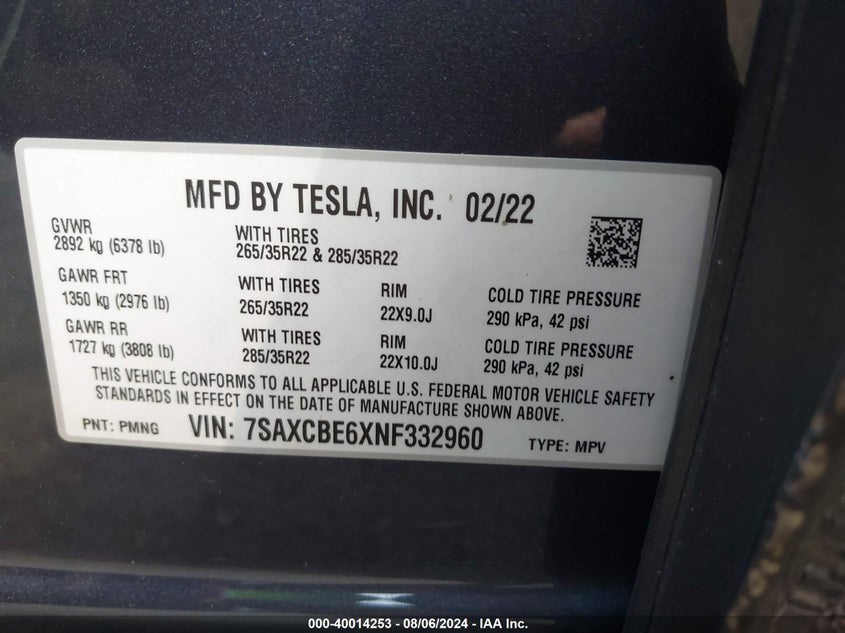 MFD BY TESLA, INC. 02/22
GVWR
2892 kg (6378 lb)
WITH TIRES
265/35R22 & 285/35R22
GAWR FRT
1350 kg (2976 lb)
WITH TIRES
265/35R22
RIM
22X9.0J
COLD TIRE PRESSURE
290 kPa, 42 psi
GAWR RR
1727 kg (3808 lb)
WITH TIRES
285/35R22
RIM
22X10.0J
COLD TIRE PRESSURE
290 kPa, 42 psi
THIS VEHICLE CONFORMS TO ALL APPLICABLE U.S. FEDERAL MOTOR VEHICLE SAFETY
STANDARDS IN EFFECT ON THE DATE OF MANUFACTURE SHOWN ABOVE.
PNT: PMNG VIN: 7SAXCBE6XNF332960 TYPE: MPV
000-40014253 - 08/06/2024 - IAA Inc.